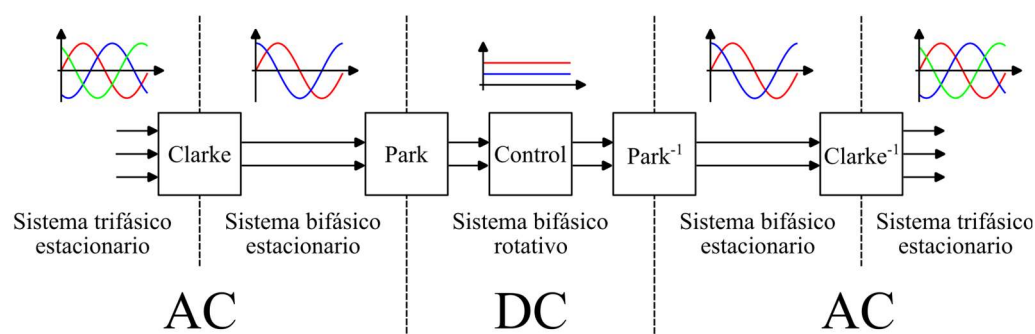 Clarke
Park
Control
Park⁻¹
Clarke⁻¹
Sistema trifásico
estacionario
Sistema bifásico
estacionario
Sistema bifásico
rotativo
Sistema bifásico
estacionario
Sistema trifásico
estacionario
AC
DC
AC